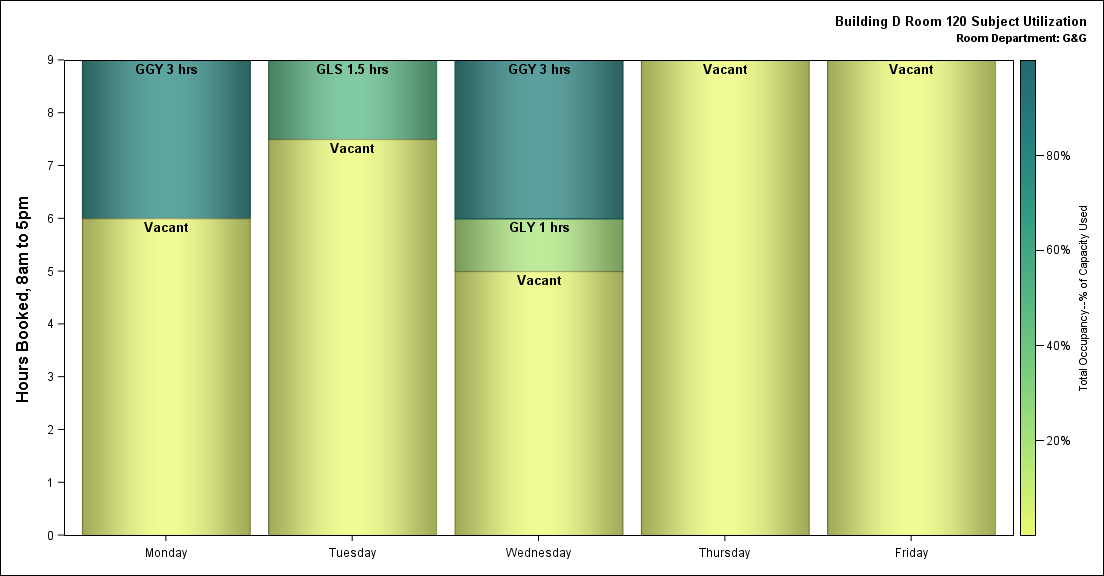 Building D Room 120 Subject Utilization
Room Department: G&G
Hours Booked, 8am to 5pm
9
8
7
6
5
4
3
2
1
0
GGY 3 hrs
Vacant
GLS 1.5 hrs
Vacant
GGY 3 hrs
GLY 1 hrs
Vacant
Vacant
Vacant
Monday
Tuesday
Wednesday
Thursday
Friday
80%
60%
40%
20%
Total Occupancy--% of Capacity Used